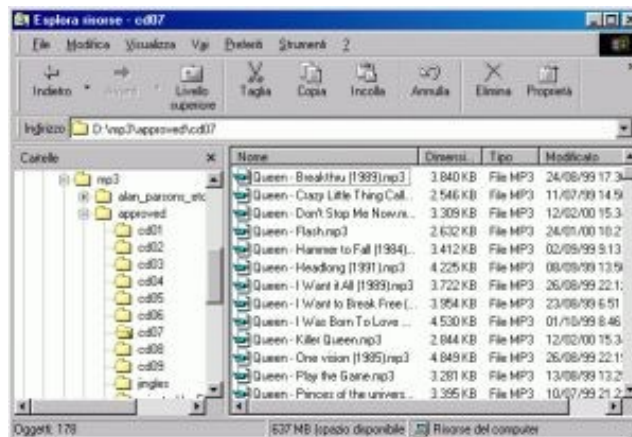 Esplora risorse - cd07
File Modifica Visualizza Vai Preferiti Strumenti ?
Indietro Avanti Livello superiore Taglia Copia Incolla Annulla Elimina Proprietà
Indirizzo D:\mp3\approved\cd07
Cartelle
mp3
alan_parsons_etc
approved
cd01
cd02
cd03
cd04
cd05
cd06
cd07
cd08
cd09
jingles
Nome Dimensi... Tipo Modificato
Queen - Breakthru (1989).mp3 3.840 KB File MP3 24/08/99 17.3
Queen - Crazy Little Thing Call... 2.546 KB File MP3 11/07/99 14.5
Queen - Don't Stop Me Now.m... 3.309 KB File MP3 12/02/00 15.3
Queen - Flash.mp3 2.632 KB File MP3 24/01/00 10.2
Queen - Hammer to Fall (1984)... 3.412 KB File MP3 02/09/99 9.13
Queen - Headlong (1991).mp3 4.225 KB File MP3 08/09/99 13.5
Queen - I Want it All (1989).mp3 3.722 KB File MP3 26/08/99 22.1
Queen - I Want to Break Free (... 3.954 KB File MP3 23/08/99 6.51
Queen - I Was Born To Love ... 4.530 KB File MP3 01/10/99 8.46
Queen - Killer Queen.mp3 2.844 KB File MP3 12/02/00 15.3
Queen - One vision (1985).mp3 4.849 KB File MP3 26/08/99 22.1
Queen - Play the Game.mp3 3.281 KB File MP3 13/08/99 13.2
Queen - Princes of the univers... 3.395 KB File MP3 10/07/99 21.2
Oggetti: 178 637 MB (spazio disponibile Risorse del computer